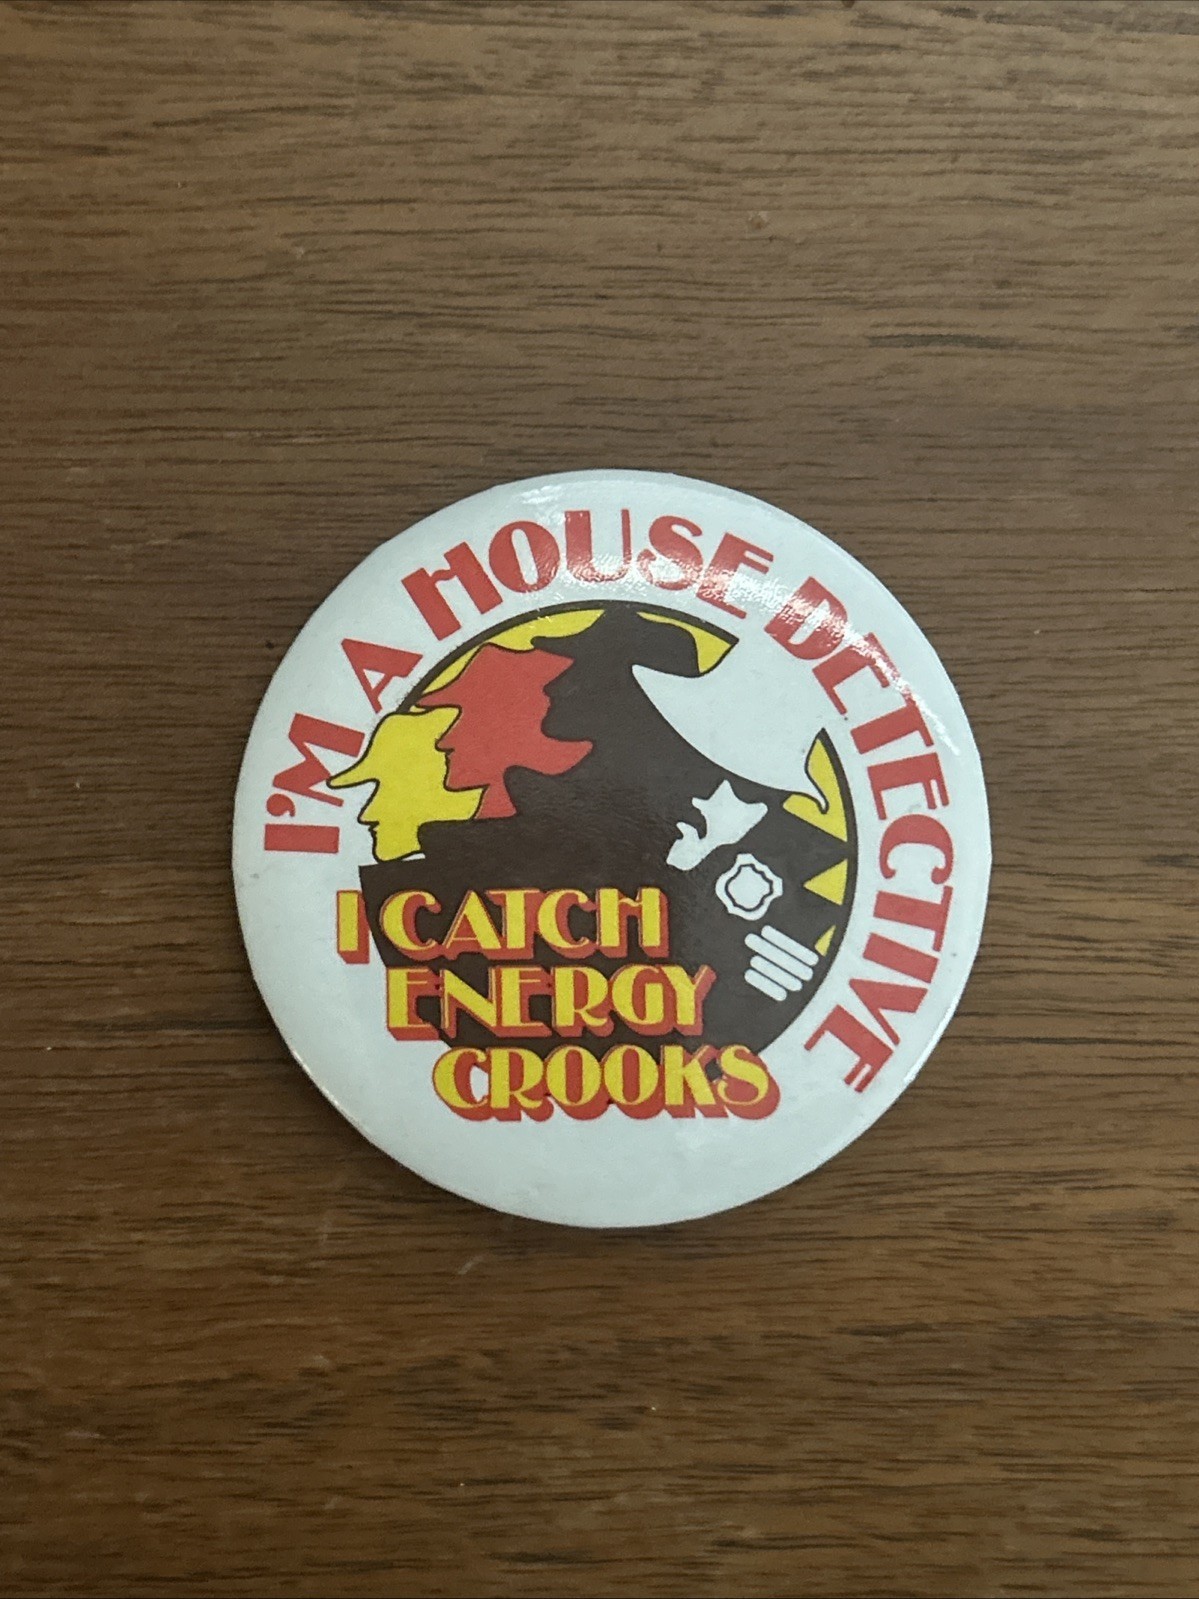 I'M A HOUSE DETECTIVE
I CATCH
ENERGY
CROOKS